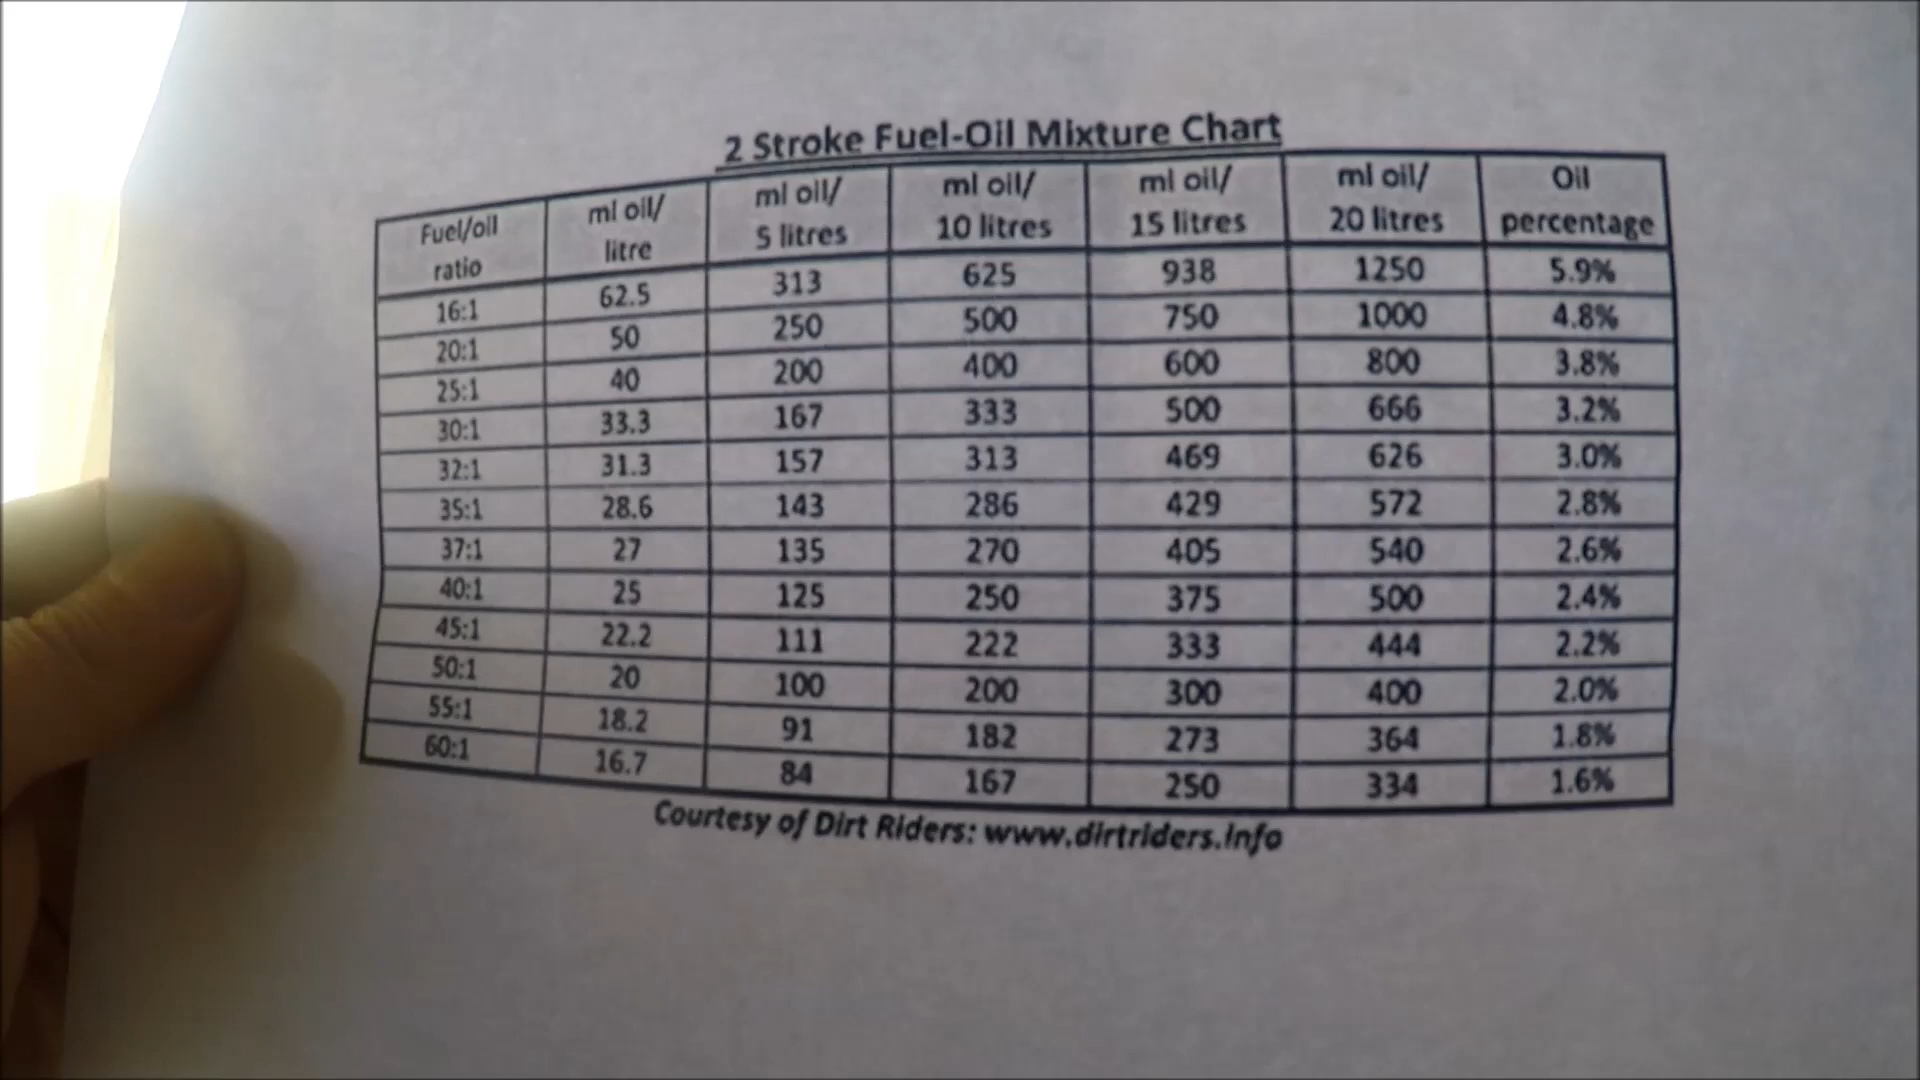 2 Stroke Fuel-Oil Mixture Chart
Fuel/oil ratio ml oil/ litre ml oil/ 5 litres ml oil/ 10 litres ml oil/ 15 litres ml oil/ 20 litres Oil percentage
16:1 62.5 313 625 938 1250 5.9%
20:1 50 250 500 750 1000 4.8%
25:1 40 200 400 600 800 3.8%
30:1 33.3 167 333 500 666 3.2%
32:1 31.3 157 313 469 626 3.0%
35:1 28.6 143 286 429 572 2.8%
37:1 27 135 270 405 540 2.6%
40:1 25 125 250 375 500 2.4%
45:1 22.2 111 222 333 444 2.2%
50:1 20 100 200 300 400 2.0%
55:1 18.2 91 182 273 364 1.8%
60:1 16.7 84 167 250 334 1.6%
Courtesy of Dirt Riders: www.dirtriders.info